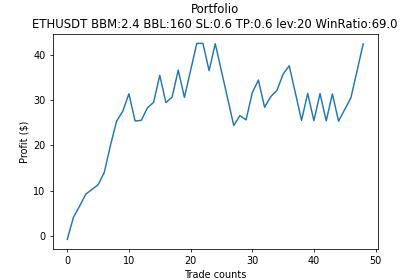 Portfolio
ETHUSDT BBM:2.4 BBL:160 SL:0.6 TP:0.6 lev:20 WinRatio:69.0
40
30
20
10
0
Profit ($)
0 10 20 30 40 50
Trade counts